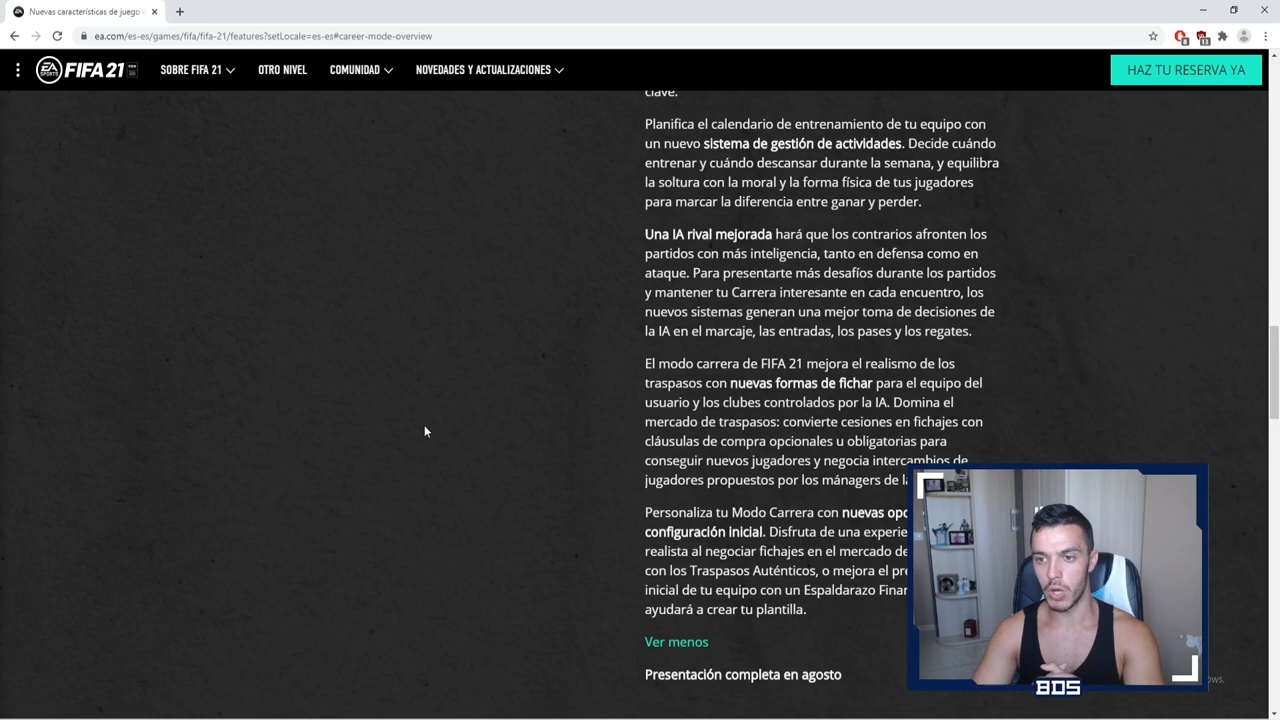 Nuevas características de juego
ea.com/es-es/games/fifa/fifa-21/features?setLocale=es-es#career-mode-overview
EA SPORTS FIFA 21 SOBRE FIFA 21 OTRO NIVEL COMUNIDAD NOVEDADES Y ACTUALIZACIONES HAZ TU RESERVA YA
clave.
Planifica el calendario de entrenamiento de tu equipo con
un nuevo sistema de gestión de actividades. Decide cuándo
entrenar y cuándo descansar durante la semana, y equilibra
la soltura con la moral y la forma física de tus jugadores
para marcar la diferencia entre ganar y perder.
Una IA rival mejorada hará que los contrarios afronten los
partidos con más inteligencia, tanto en defensa como en
ataque. Para presentarte más desafíos durante los partidos
y mantener tu Carrera interesante en cada encuentro, los
nuevos sistemas generan una mejor toma de decisiones de
la IA en el marcaje, las entradas, los pases y los regates.
El modo carrera de FIFA 21 mejora el realismo de los
traspasos con nuevas formas de fichar para el equipo del
usuario y los clubes controlados por la IA. Domina el
mercado de traspasos: convierte cesiones en fichajes con
cláusulas de compra opcionales u obligatorias para
conseguir nuevos jugadores y negocia intercambios de
jugadores propuestos por los mánagers de la
Personaliza tu Modo Carrera con nuevas opc
configuración inicial. Disfruta de una experie
realista al negociar fichajes en el mercado de
con los Traspasos Auténticos, o mejora el pre
inicial de tu equipo con un Espaldarazo Finan
ayudará a crear tu plantilla.
Ver menos
Presentación completa en agosto
BDS